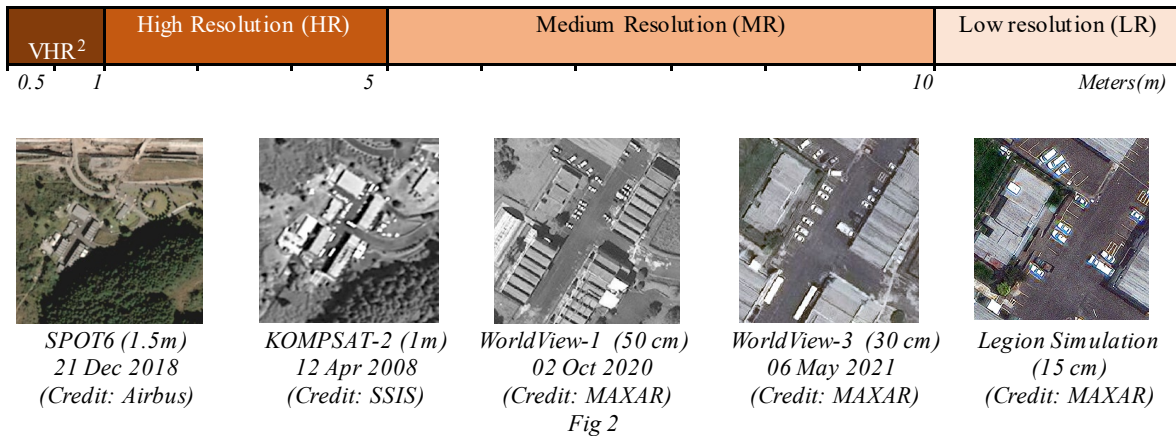 VHR2
High Resolution (HR)
Medium Resolution (MR)
Low resolution (LR)
0.5 1 5 10 Meters(m)
SPOT6 (1.5m)
21 Dec 2018
(Credit: Airbus)
KOMPSAT-2 (1m)
12 Apr 2008
(Credit: SSIS)
WorldView-1 (50 cm)
02 Oct 2020
(Credit: MAXAR)
WorldView-3 (30 cm)
06 May 2021
(Credit: MAXAR)
Legion Simulation
(15 cm)
(Credit: MAXAR)
Fig 2